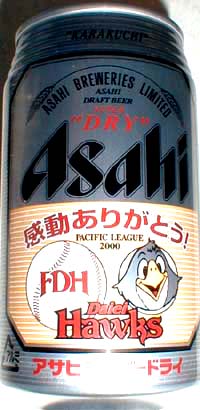 "KARAKUCHI"
ASAHI BREWERIES LIMITED
ASAHI
DRAFT BEER
"DRY"
Asahi
感動ありがとう!
PACIFIC LEAGUE
2000
FDH
Daiei
Hawks
アサヒ ドライ